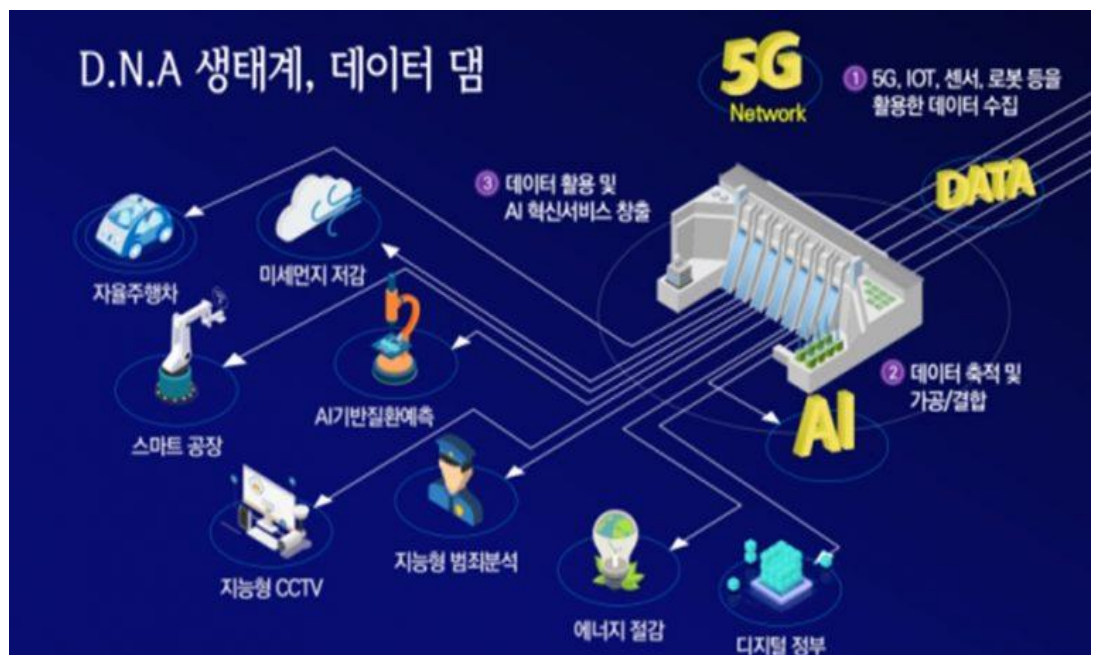 D.N.A 생태계, 데이터 댐
5G
Network
① 5G, IOT, 센서, 로봇 등을
활용한 데이터 수집
DATA
③ 데이터 활용 및
AI 혁신서비스 창출
② 데이터 축적 및
가공/결합
AI
자율주행차
미세먼지 저감
스마트 공장
AI기반질환예측
지능형 CCTV
지능형 범죄분석
에너지 절감
디지털 정부